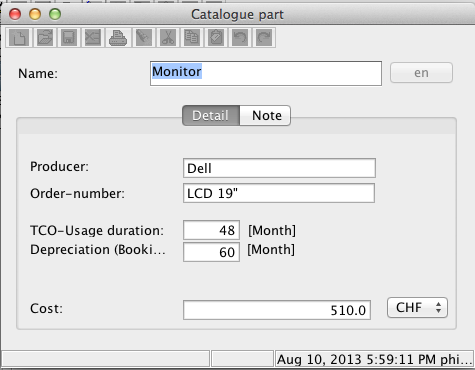 Catalogue part
Name: Monitor en
Detail Note
Producer: Dell
Order-number: LCD 19"
TCO-Usage duration: 48 [Month]
Depreciation (Booki... 60 [Month]
Cost: 510.0 CHF
Aug 10, 2013 5:59:11 PM phi...